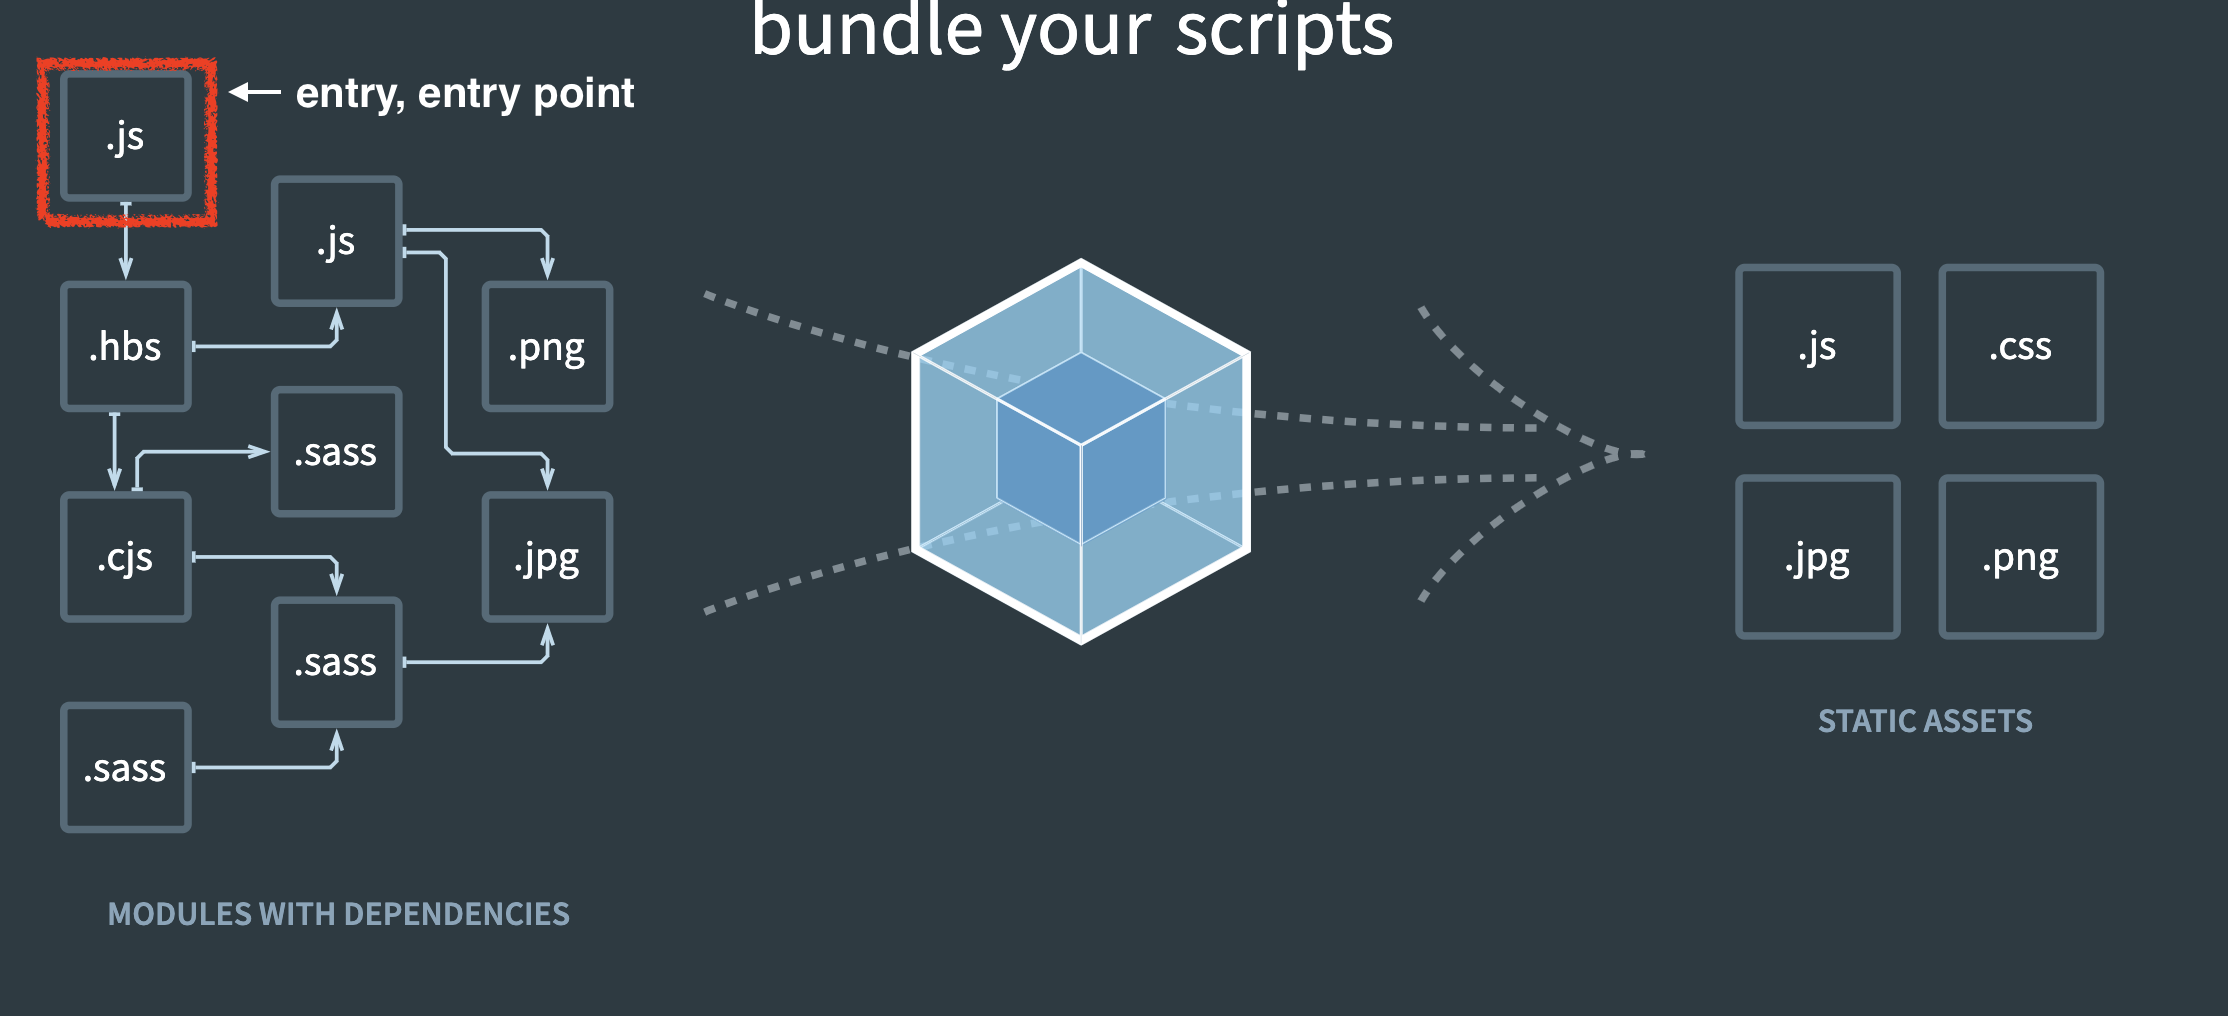 bundle your scripts
entry, entry point
.js
.js
.hbs
.png
.sass
.cjs
.jpg
.sass
.sass
MODULES WITH DEPENDENCIES
.js
.css
.jpg
.png
STATIC ASSETS